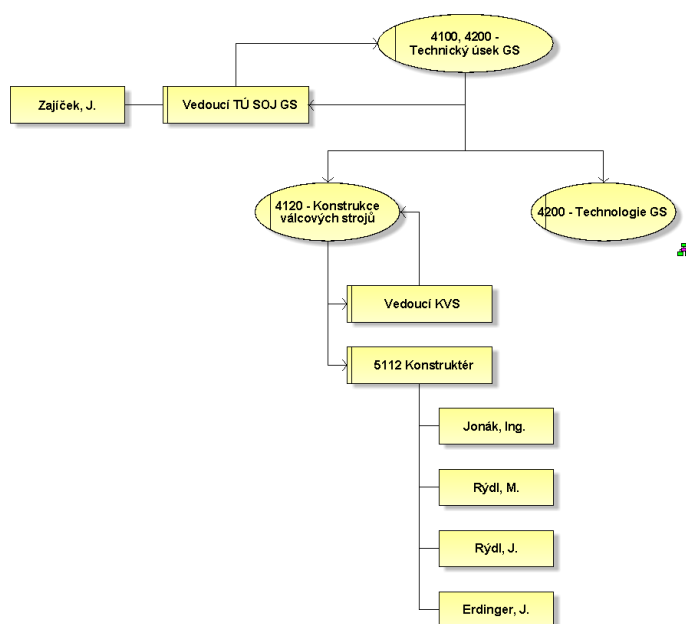 4100, 4200 -
Technický úsek GS
Zajíček, J.
Vedoucí TÚ SOJ GS
4120 - Konstrukce
válcových strojů
4200 - Technologie GS
Vedoucí KVS
5112 Konstruktér
Jonák, Ing.
Rýdl, M.
Rýdl, J.
Erdinger, J.